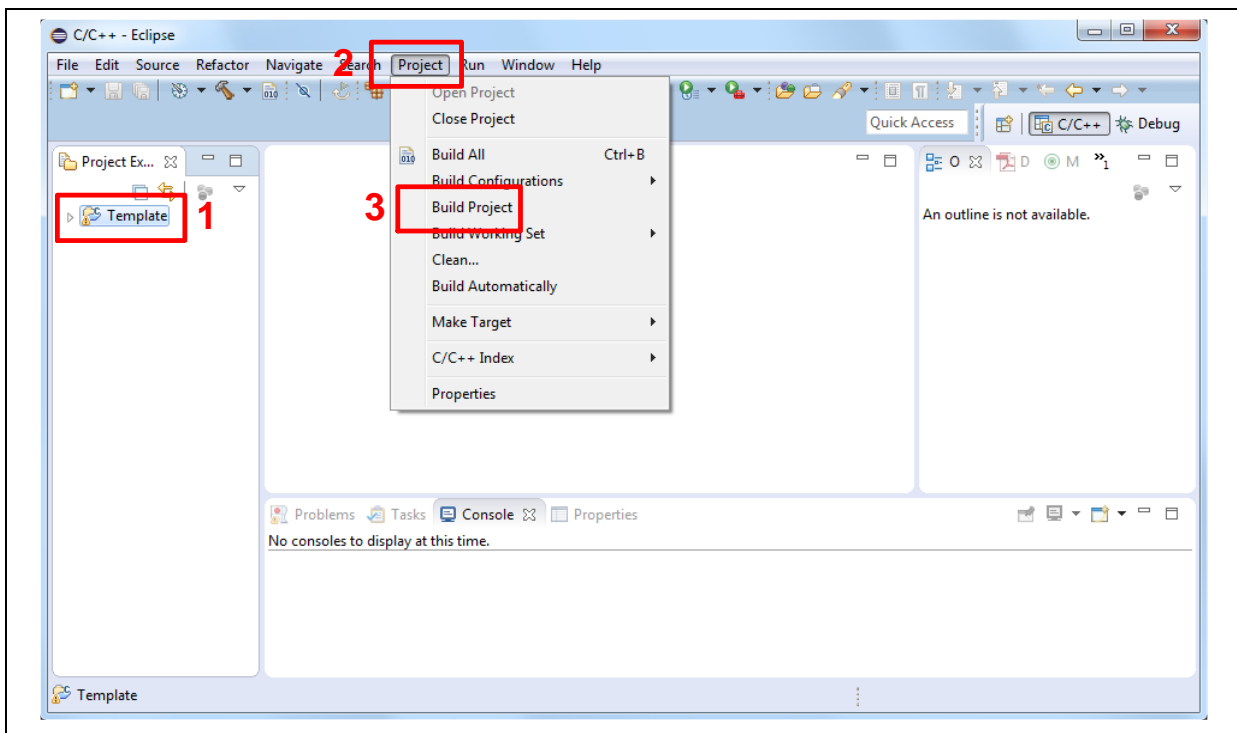 C/C++ - Eclipse
File Edit Source Refactor Navigate Search Project Run Window Help
2
Open Project
Close Project
Build All Ctrl+B
Build Configurations
Build Project
Build Working Set
Clean...
Build Automatically
Make Target
C/C++ Index
Properties
3
Quick Access C/C++ Debug
Project Ex...
Template
1
O D M »1
An outline is not available.
Problems Tasks Console Properties
No consoles to display at this time.
Template